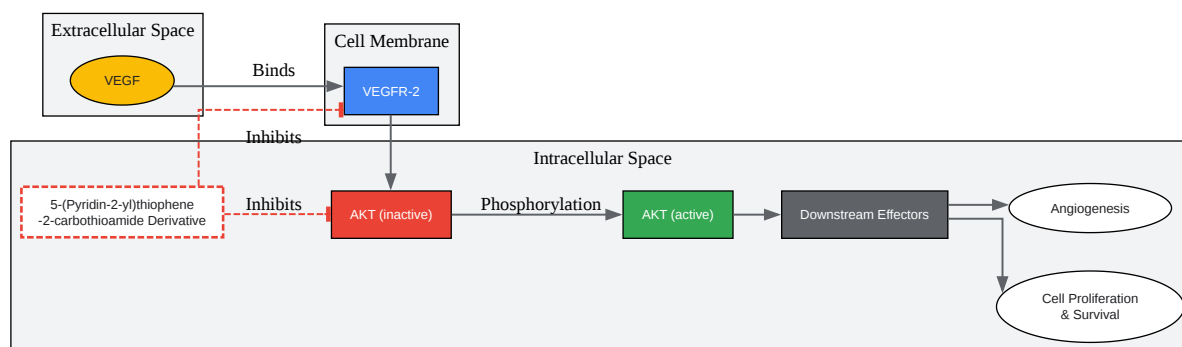 Extracellular Space
Cell Membrane
VEGF
Binds
VEGFR-2
Inhibits
Intracellular Space
5-(Pyridin-2-yl)thiophene
-2-carbothioamide Derivative
Inhibits
AKT (inactive)
Phosphorylation
AKT (active)
Downstream Effectors
Angiogenesis
Cell Proliferation
& Survival